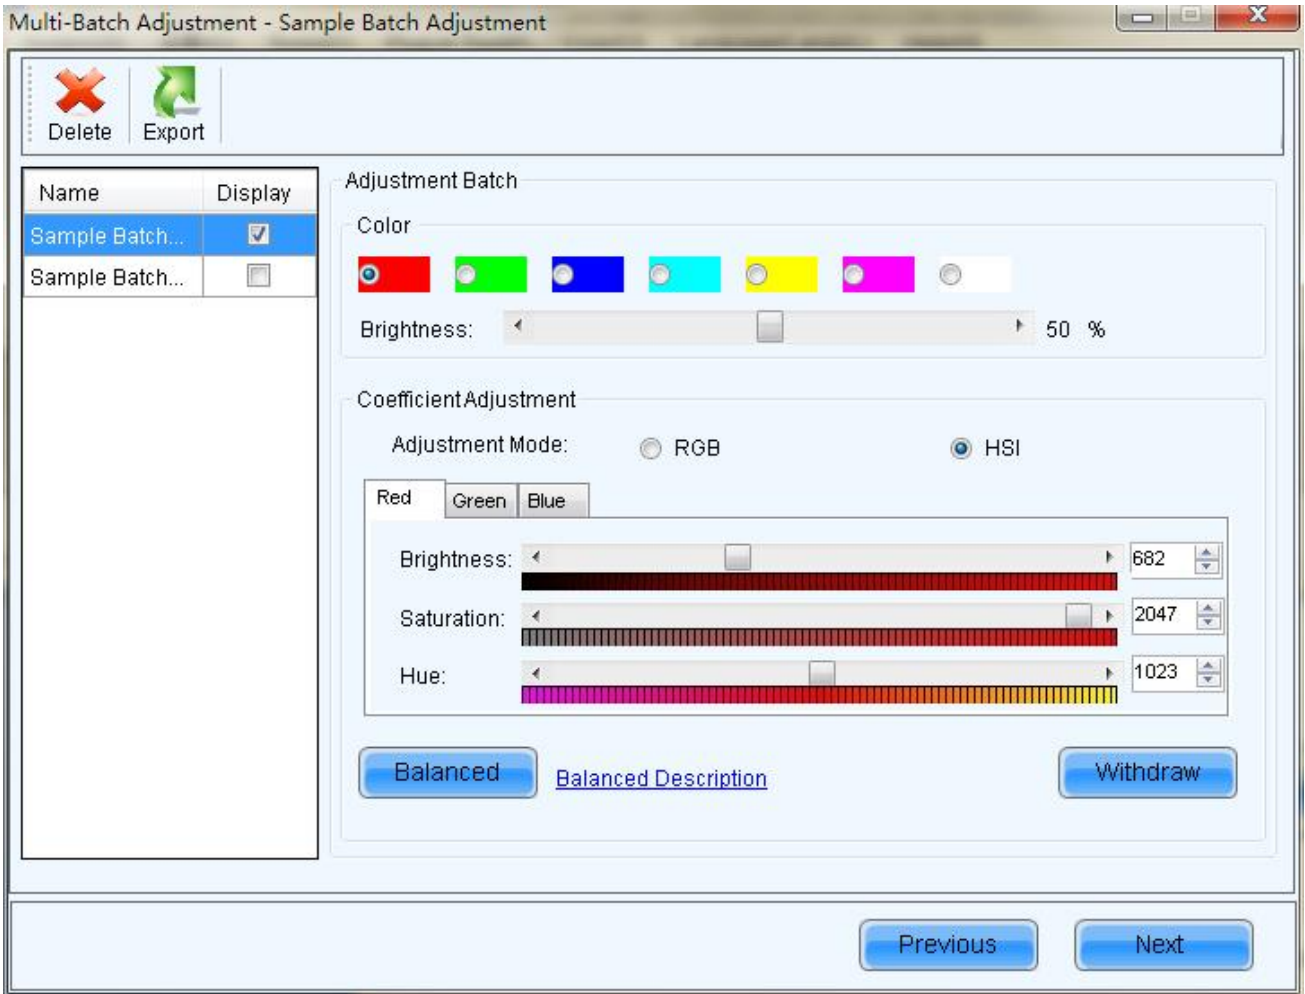 Multi-Batch Adjustment - Sample Batch Adjustment
Delete Export
Name Display
Sample Batch...
Sample Batch...
Adjustment Batch
Color
Brightness: 50 %
Coefficient Adjustment
Adjustment Mode: RGB HSI
Red Green Blue
Brightness: 682
Saturation: 2047
Hue: 1023
Balanced Balanced Description Withdraw
Previous Next